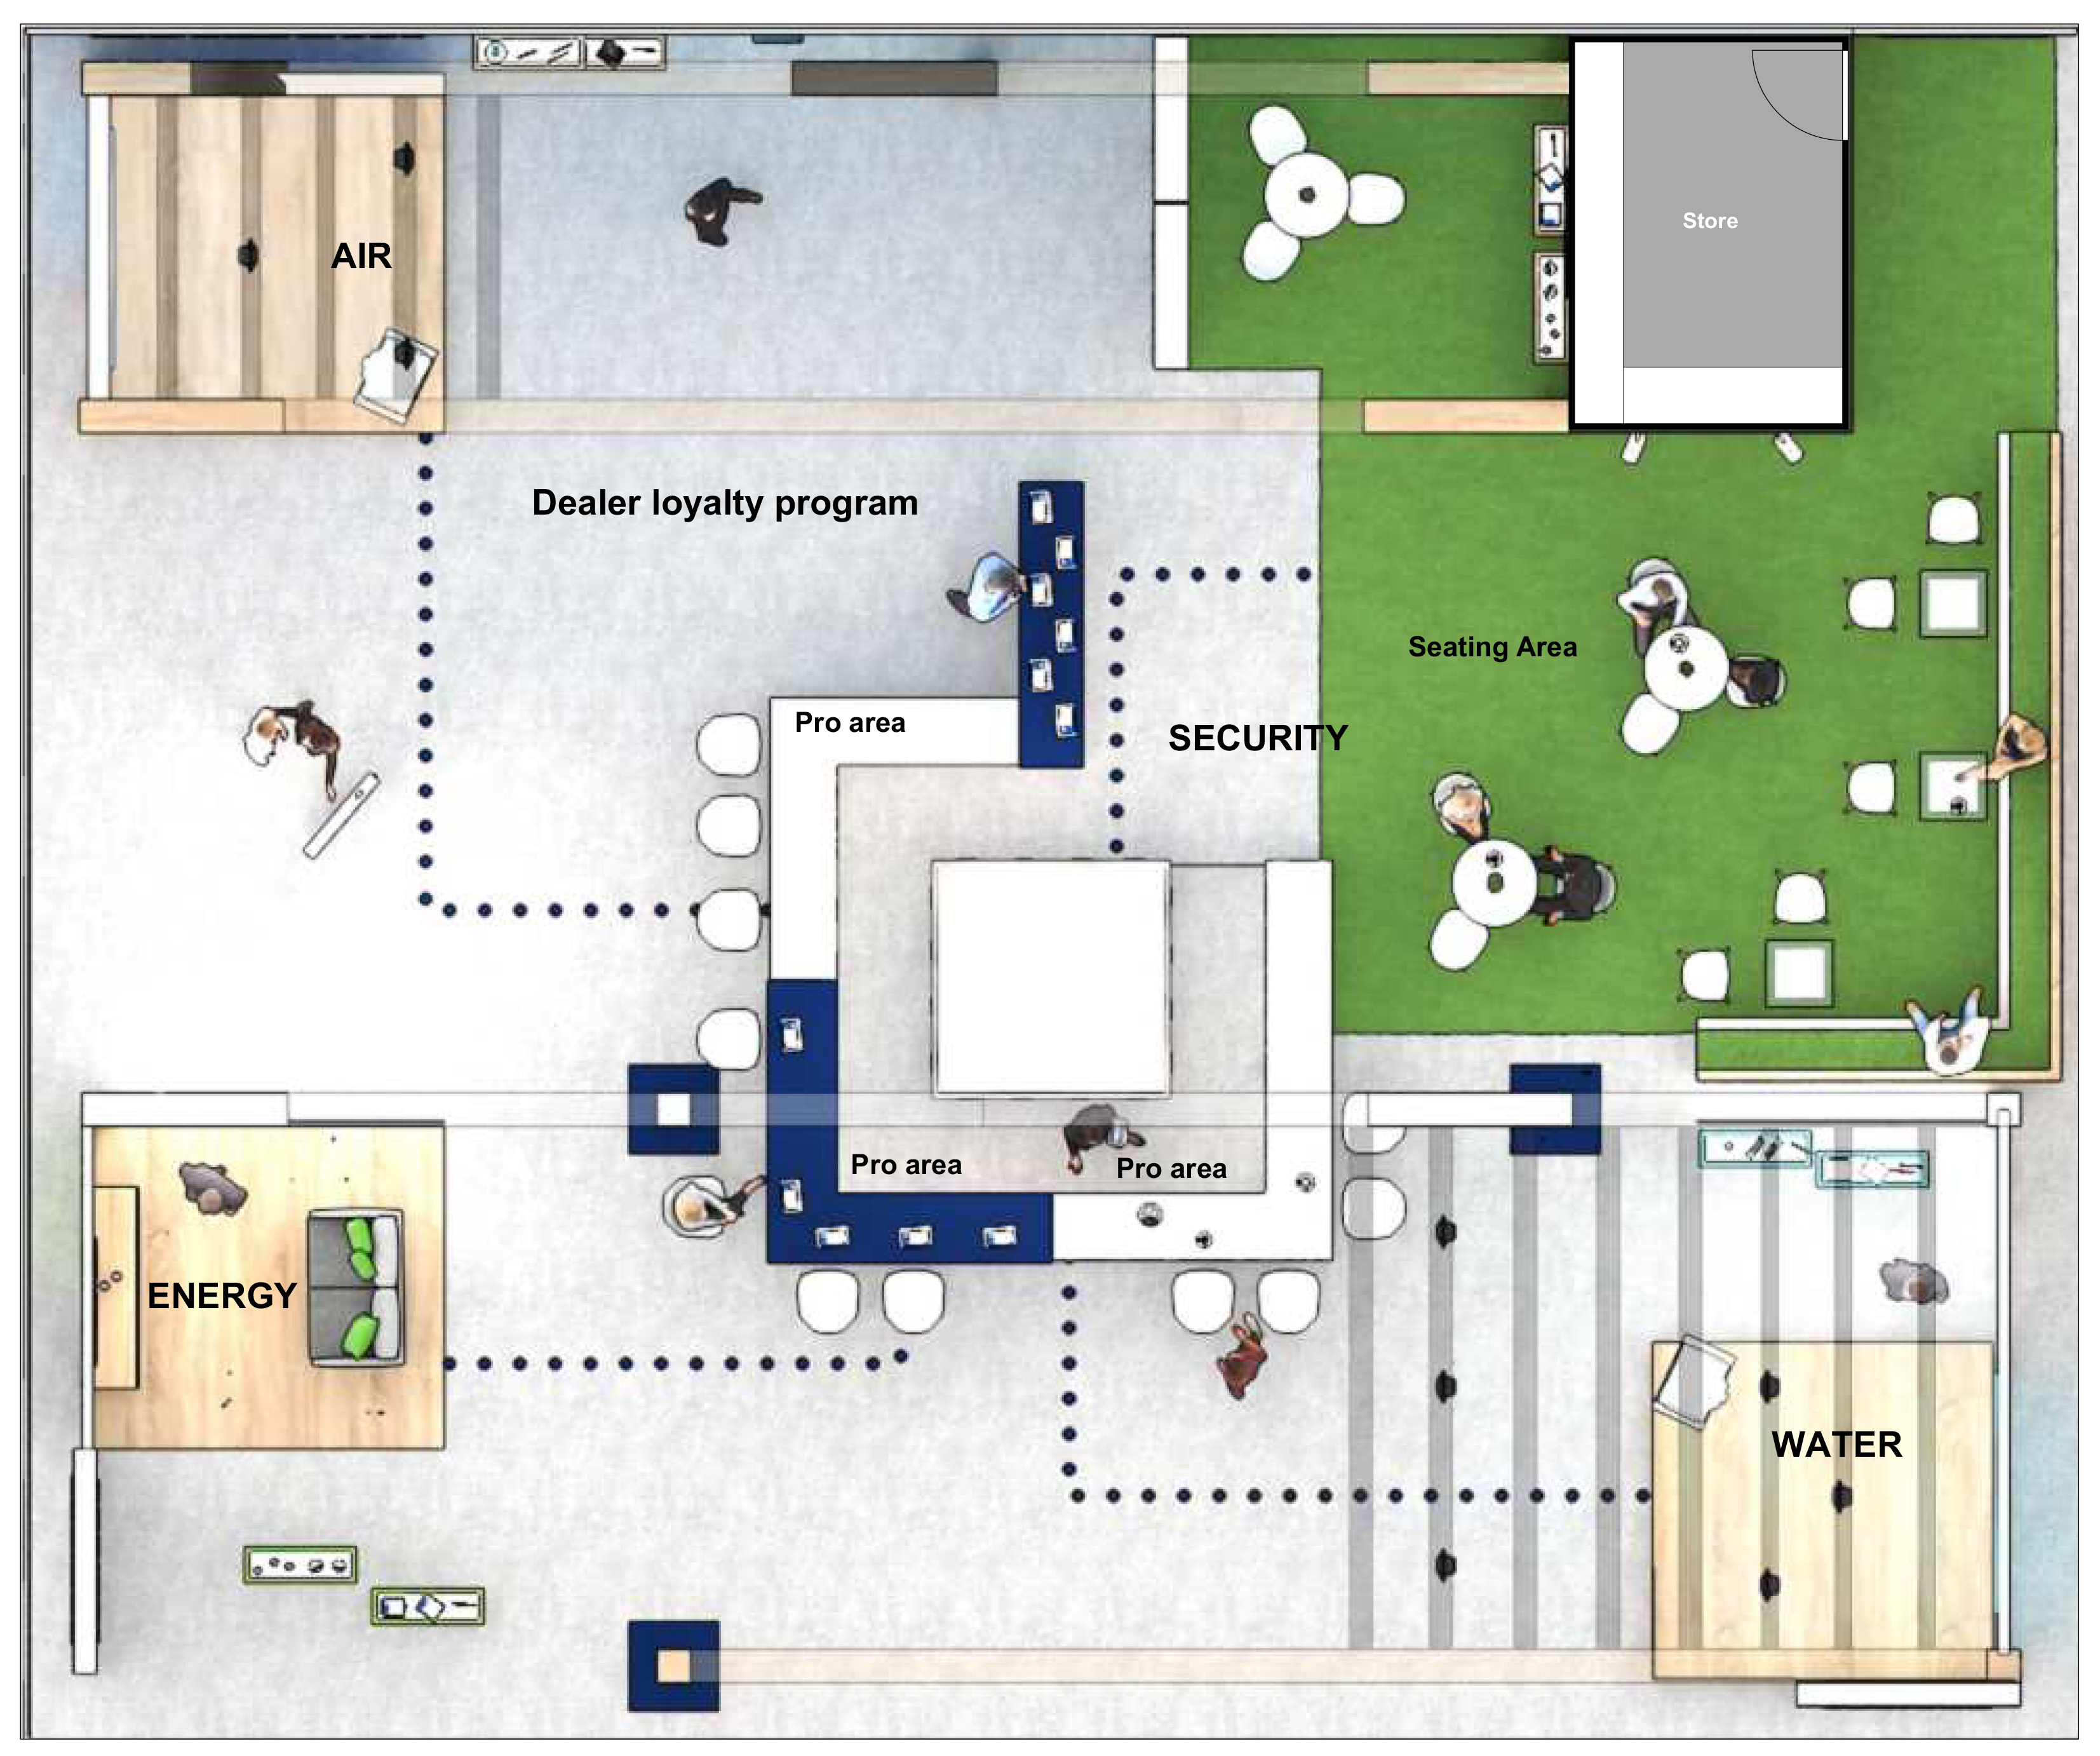 Store
AIR
Dealer loyalty program
Seating Area
Pro area
SECURITY
Pro area
Pro area
ENERGY
WATER